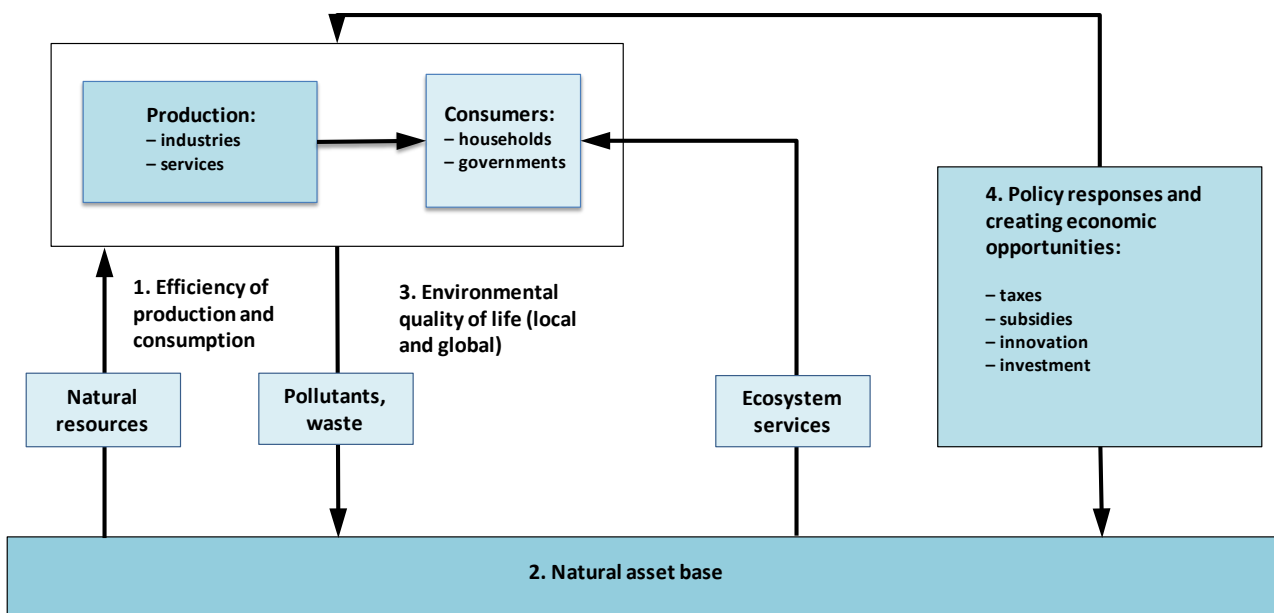 Production:
– industries
– services
Consumers:
– households
– governments
4. Policy responses and
creating economic
opportunities:
– taxes
– subsidies
– innovation
– investment
1. Efficiency of
production and
consumption
3. Environmental
quality of life (local
and global)
Natural
resources
Pollutants,
waste
Ecosystem
services
2. Natural asset base